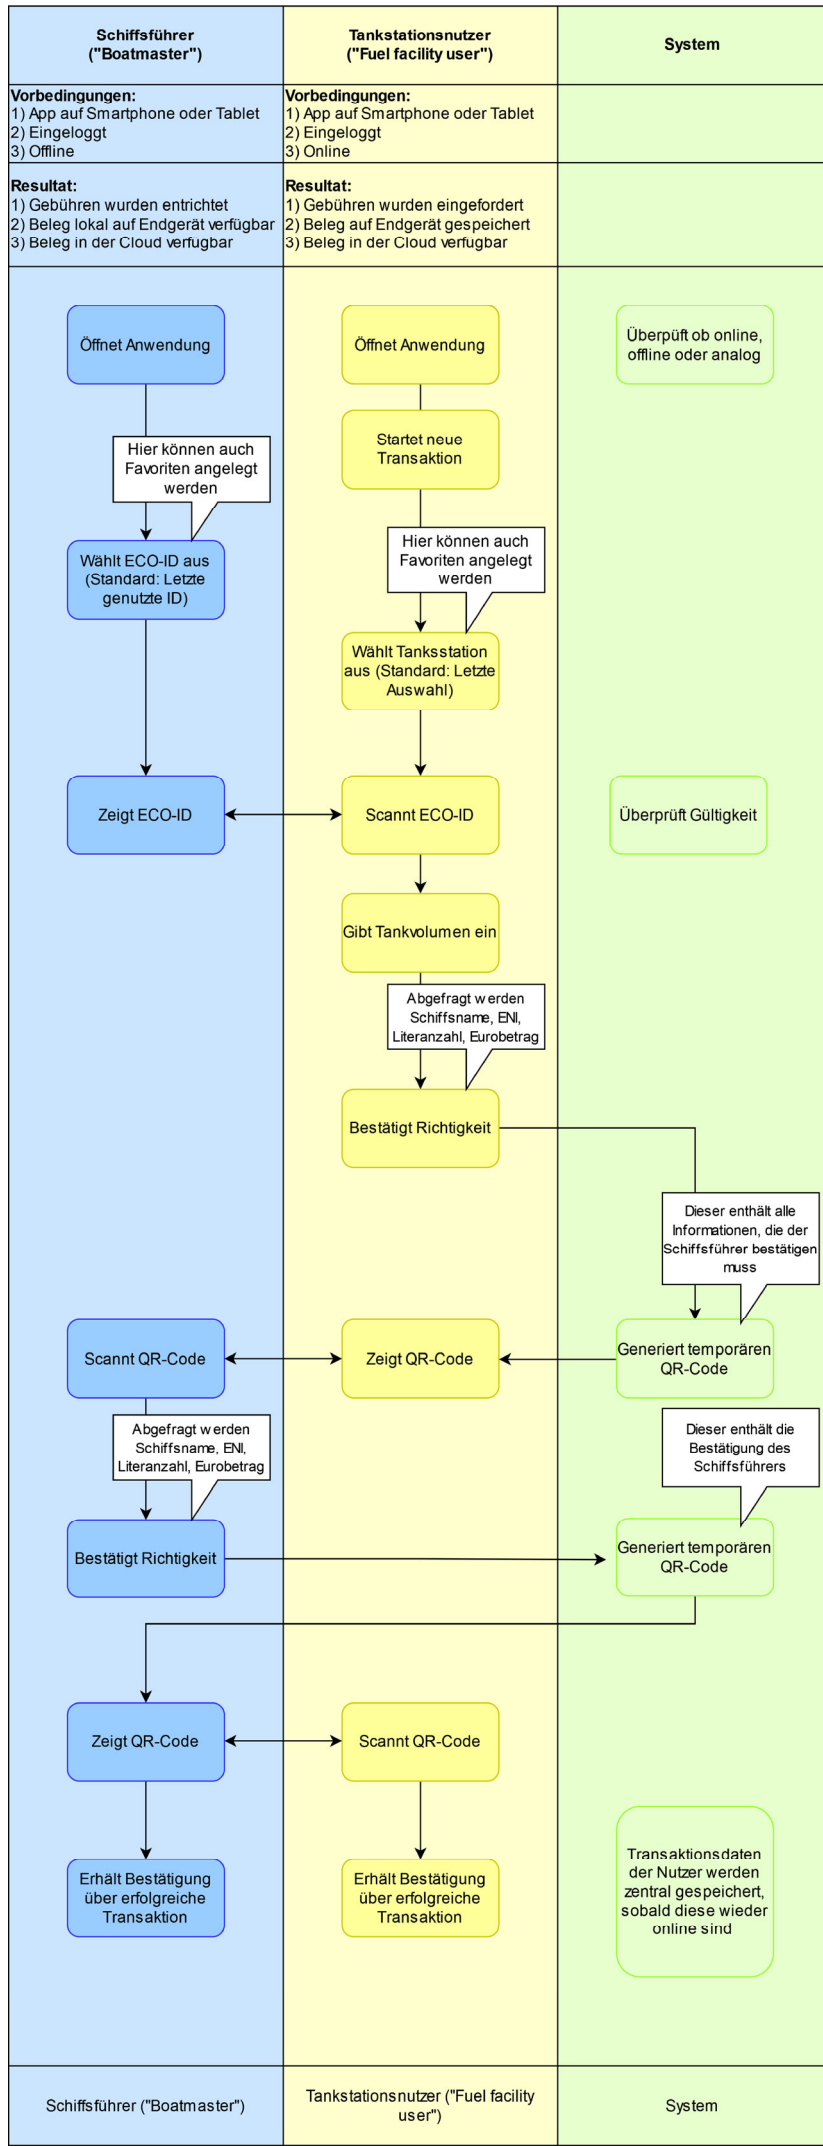 Schiffsführer
("Boatmaster")
Tankstationsnutzer
("Fuel facility user")
System
Vorbedingungen:
1) App auf Smartphone oder Tablet
2) Eingeloggt
3) Offline
Vorbedingungen:
1) App auf Smartphone oder Tablet
2) Eingeloggt
3) Online
Resultat:
1) Gebühren wurden entrichtet
2) Beleg lokal auf Endgerät verfügbar
3) Beleg in der Cloud verfugbar
Resultat:
1) Gebühren wurden eingefordert
2) Beleg auf Endgerät gespeichert
3) Beleg in der Cloud verfugbar
Öffnet Anwendung
Öffnet Anwendung
Überpüft ob online,
offline oder analog
Startet neue
Transaktion
Hier können auch
Favoriten angelegt
werden
Hier können auch
Favoriten angelegt
werden
Wählt ECO-ID aus
(Standard: Letzte
genutzte ID)
Wählt Tanksstation
aus (Standard: Letzte
Auswahl)
Zeigt ECO-ID
Scannt ECO-ID
Überprüft Gültigkeit
Gibt Tankvolumen ein
Abgefragt werden
Schiffsname, ENI,
Literanzahl, Eurobetrag
Bestätigt Richtigkeit
Dieser enthält alle
Informationen, die der
Schiffsführer bestätigen
muss
Scannt QR-Code
Zeigt QR-Code
Generiert temporären
QR-Code
Abgefragt werden
Schiffsname, ENI,
Literanzahl, Eurobetrag
Dieser enthält die
Bestätigung des
Schiffsführers
Bestätigt Richtigkeit
Generiert temporären
QR-Code
Zeigt QR-Code
Scannt QR-Code
Erhält Bestätigung
über erfolgreiche
Transaktion
Erhält Bestätigung
über erfolgreiche
Transaktion
Transaktionsdaten
der Nutzer werden
zentral gespeichert,
sobald diese wieder
online sind
Schiffsführer ("Boatmaster")
Tankstationsnutzer ("Fuel facility
user")
System